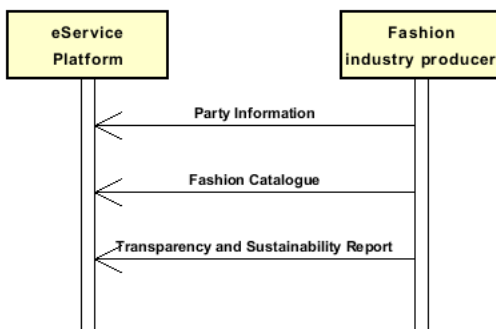 eService
Platform
Fashion
industry producer
Party Information
Fashion Catalogue
Transparency and Sustainability Report